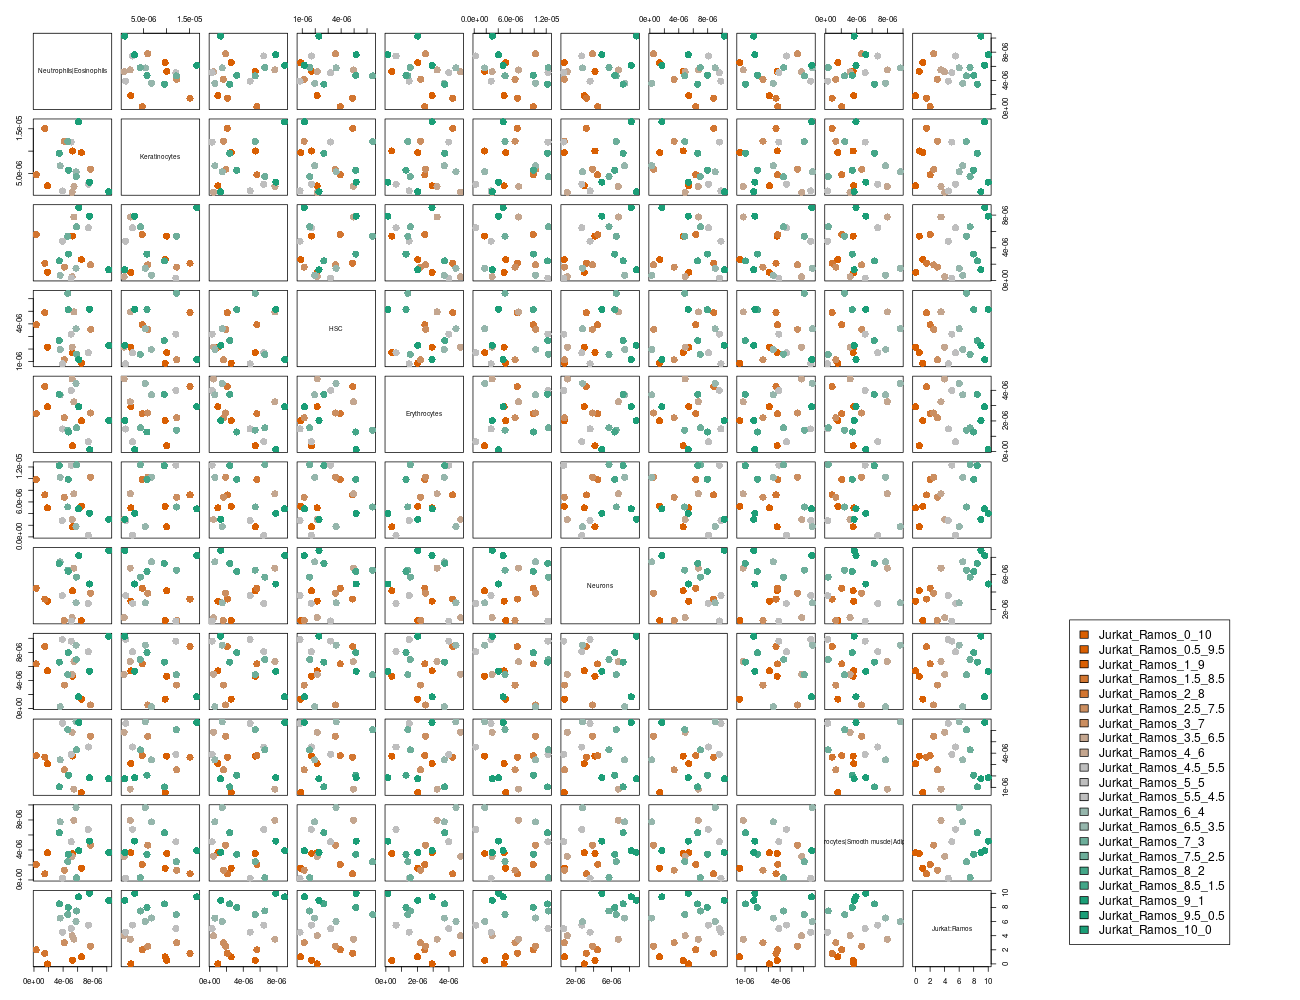 5.0e-06 1.5e-05 1e-06 4e-06 0.0e+00 6.0e-06 1.2e-05 0e+00 4e-06 8e-06 0e+00 4e-06 8e-06
Neutrophils|Eosinophils
0e+00 4e-06 8e-06
5.0e-06 1.5e-05
Keratinocytes
0e+00 4e-06 8e-06
1e-06 4e-06
HSC
Erythrocytes
0e+00 2e-06 4e-06
0.0e+00 6.0e-06 1.2e-05
Neurons
2e-06 6e-06
0e+00 4e-06 8e-06
1e-06 4e-06
0e+00 4e-06 8e-06
rocytes|Smooth muscle|Adip
Jurkat:Ramos
0 2 4 6 8 10
0e+00 4e-06 8e-06 0e+00 4e-06 8e-06 0e+00 2e-06 4e-06 2e-06 6e-06 1e-06 4e-06 0 2 4 6 8 10
Jurkat_Ramos_0_10
Jurkat_Ramos_0.5_9.5
Jurkat_Ramos_1_9
Jurkat_Ramos_1.5_8.5
Jurkat_Ramos_2_8
Jurkat_Ramos_2.5_7.5
Jurkat_Ramos_3_7
Jurkat_Ramos_3.5_6.5
Jurkat_Ramos_4_6
Jurkat_Ramos_4.5_5.5
Jurkat_Ramos_5_5
Jurkat_Ramos_5.5_4.5
Jurkat_Ramos_6_4
Jurkat_Ramos_6.5_3.5
Jurkat_Ramos_7_3
Jurkat_Ramos_7.5_2.5
Jurkat_Ramos_8_2
Jurkat_Ramos_8.5_1.5
Jurkat_Ramos_9_1
Jurkat_Ramos_9.5_0.5
Jurkat_Ramos_10_0